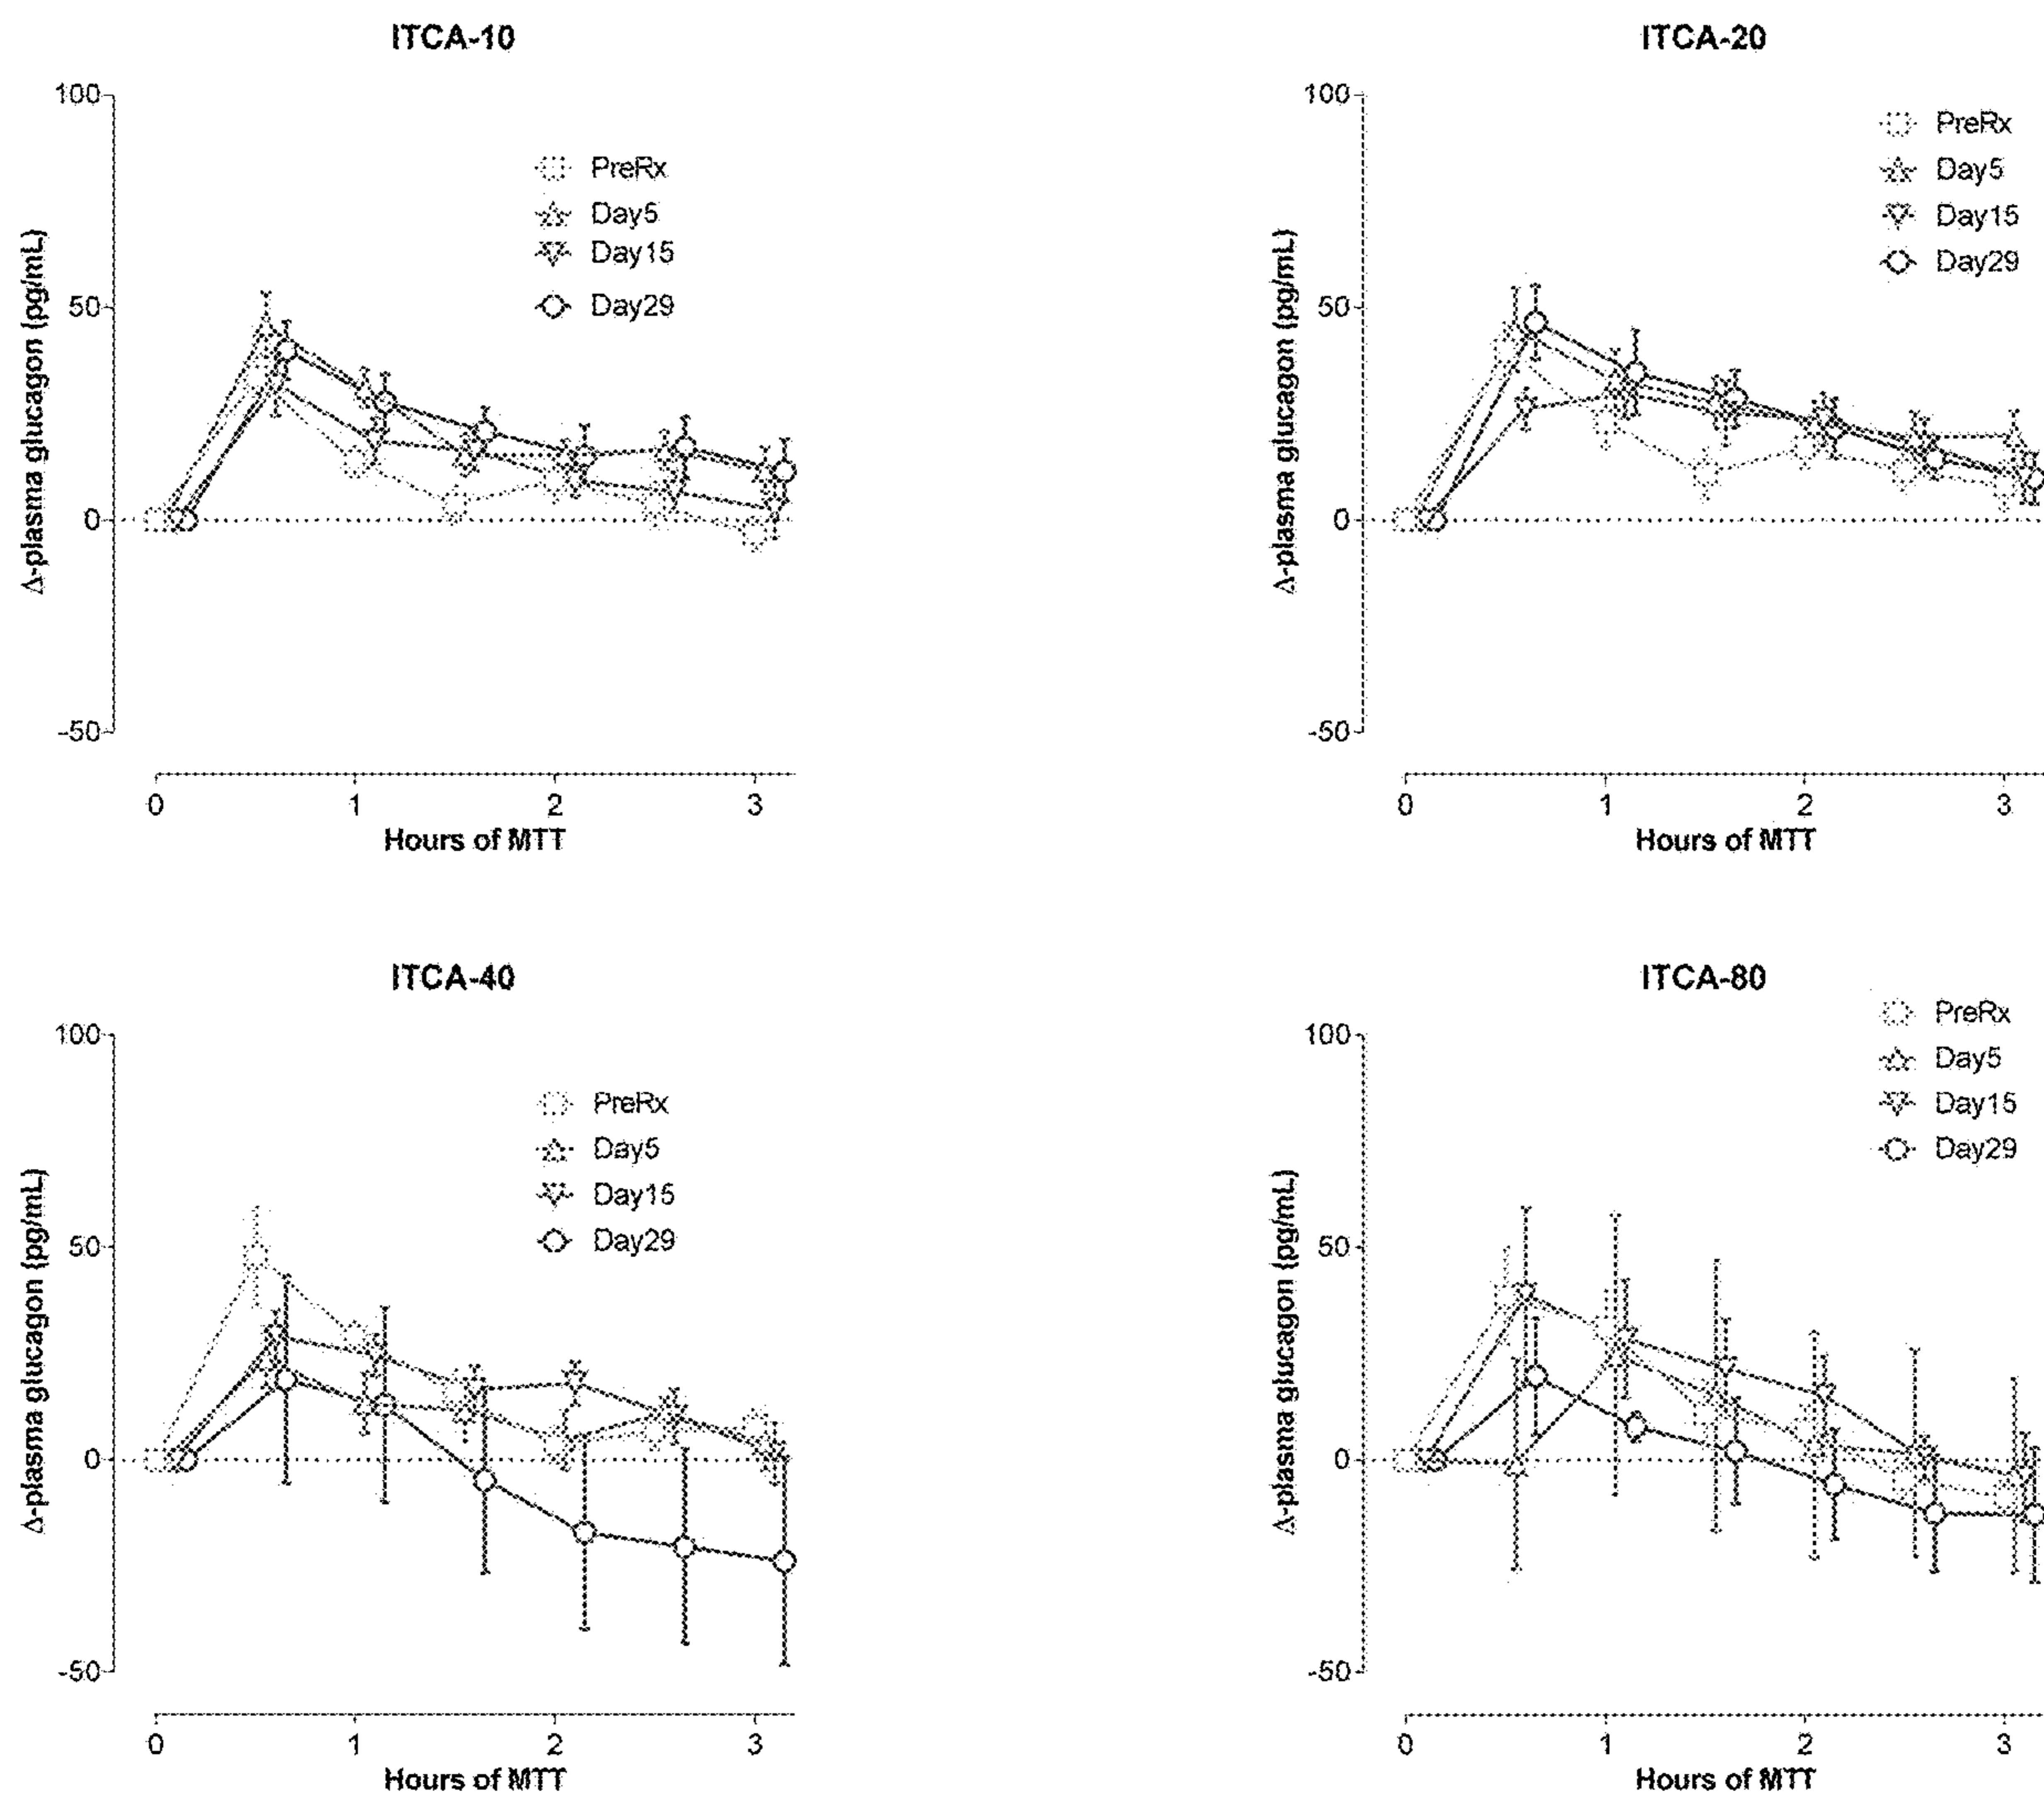 ITCA-10
100
50
0
-50
Δ-plasma glucagon (pg/mL)
PreRx
Day5
Day15
Day29
0 1 2 3
Hours of MTT
ITCA-20
100
50
0
-50
Δ-plasma glucagon (pg/mL)
PreRx
Day5
Day15
Day29
0 1 2 3
Hours of MTT
ITCA-40
100
50
0
-50
Δ-plasma glucagon (pg/mL)
PreRx
Day5
Day15
Day29
0 1 2 3
Hours of MTT
ITCA-80
100
50
0
-50
Δ-plasma glucagon (pg/mL)
PreRx
Day5
Day15
Day29
0 1 2 3
Hours of MTT